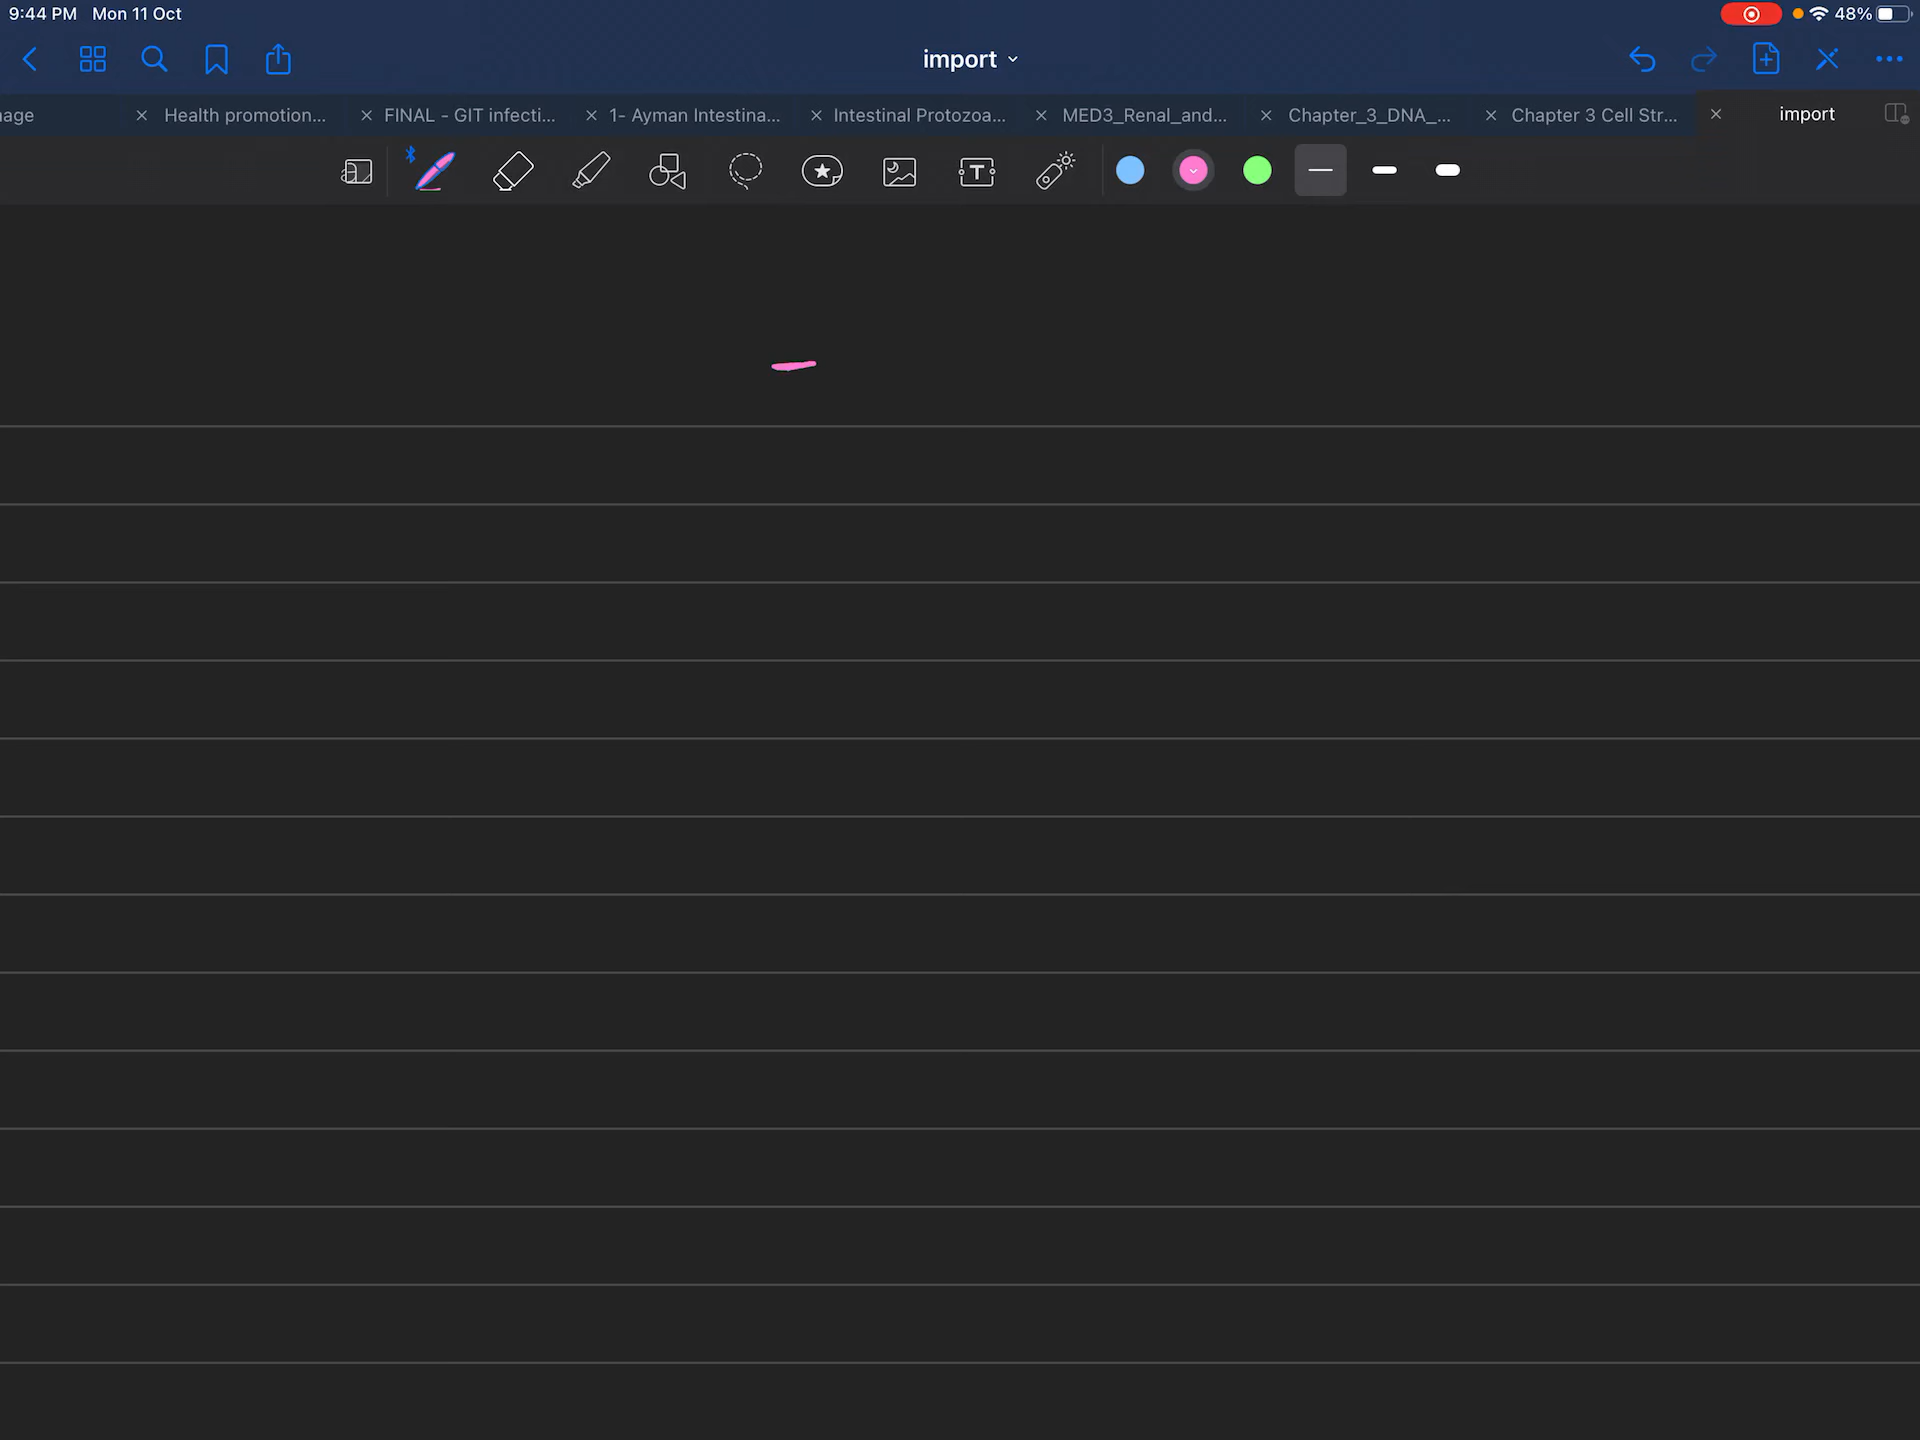 9:44 PM Mon 11 Oct 48%
import
age Health promotion... FINAL - GIT infecti... 1- Ayman Intestina... Intestinal Protozoa... MED3_Renal_and... Chapter_3_DNA_... Chapter 3 Cell Str... import